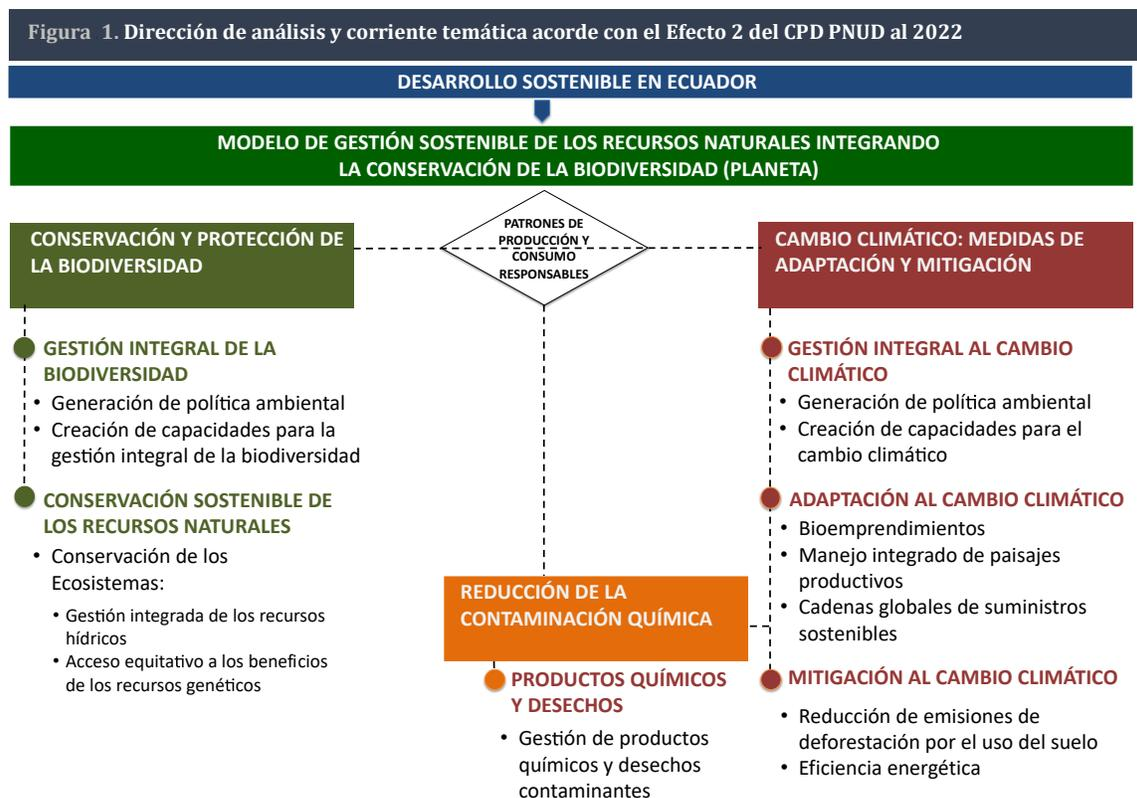 Figura 1. Dirección de análisis y corriente temática acorde con el Efecto 2 del CPD PNUD al 2022
DESARROLLO SOSTENIBLE EN ECUADOR
MODELO DE GESTIÓN SOSTENIBLE DE LOS RECURSOS NATURALES INTEGRANDO
LA CONSERVACIÓN DE LA BIODIVERSIDAD (PLANETA)
PATRONES DE
PRODUCCIÓN Y
CONSUMO
RESPONSABLES
CONSERVACIÓN Y PROTECCIÓN DE
LA BIODIVERSIDAD
GESTIÓN INTEGRAL DE LA
BIODIVERSIDAD
• Generación de política ambiental
• Creación de capacidades para la
gestión integral de la biodiversidad
CONSERVACIÓN SOSTENIBLE DE
LOS RECURSOS NATURALES
• Conservación de los
Ecosistemas:
• Gestión integrada de los recursos
hídricos
• Acceso equitativo a los beneficios
de los recursos genéticos
REDUCCIÓN DE LA
CONTAMINACIÓN QUÍMICA
PRODUCTOS QUÍMICOS
Y DESECHOS
• Gestión de productos
químicos y desechos
contaminantes
CAMBIO CLIMÁTICO: MEDIDAS DE
ADAPTACIÓN Y MITIGACIÓN
GESTIÓN INTEGRAL AL CAMBIO
CLIMÁTICO
• Generación de política ambiental
• Creación de capacidades para el
cambio climático
ADAPTACIÓN AL CAMBIO CLIMÁTICO
• Bioemprendimientos
• Manejo integrado de paisajes
productivos
• Cadenas globales de suministros
sostenibles
MITIGACIÓN AL CAMBIO CLIMÁTICO
• Reducción de emisiones de
deforestación por el uso del suelo
• Eficiencia energética